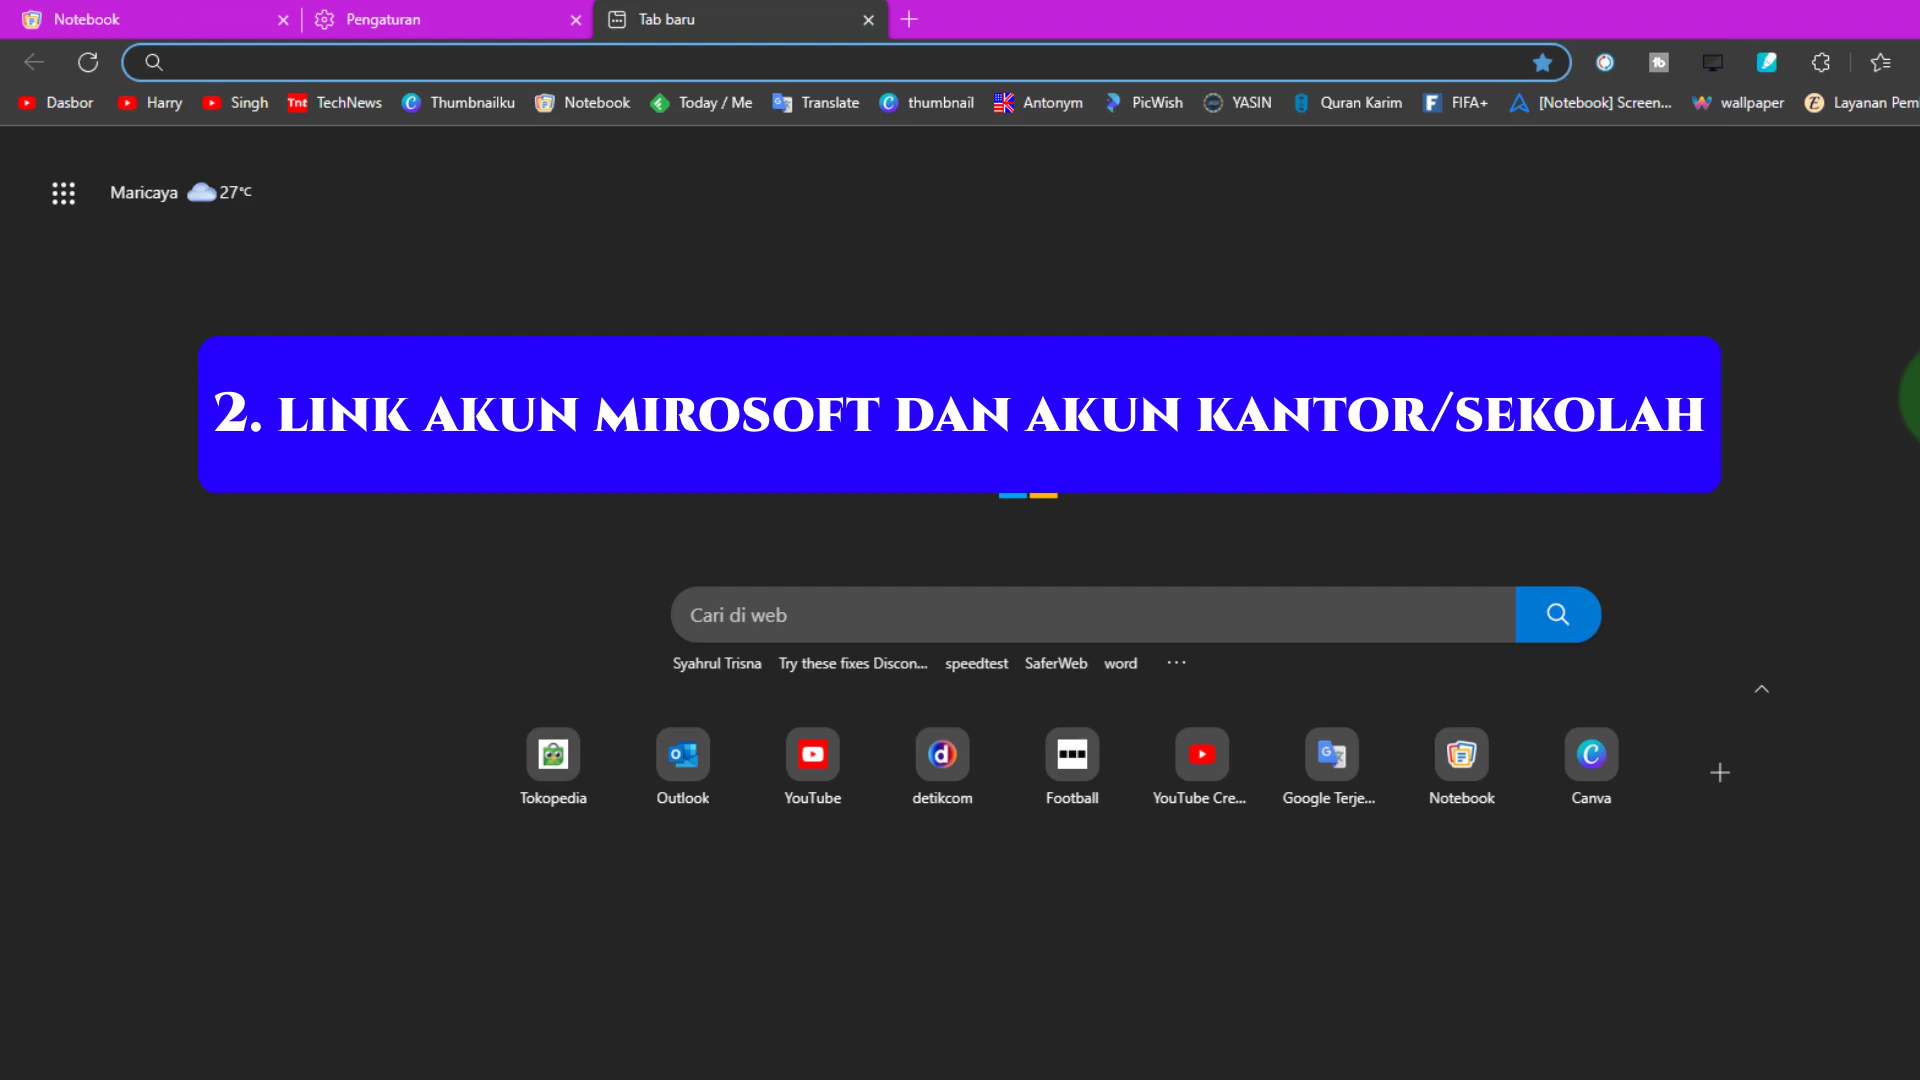 Notebook
Pengaturan
Tab baru
Dasbor
Harry
Singh
Tnt TechNews
Thumbnailku
Notebook
Today / Me
Translate
thumbnail
Antonym
PicWish
YASIN
Quran Karim
FIFA+
[Notebook] Screen...
wallpaper
Layanan Pem
Maricaya 27°C
2. LINK AKUN MIROSOFT DAN AKUN KANTOR/SEKOLAH
Cari di web
Syahrul Trisna
Try these fixes Discon...
speedtest
SaferWeb
word
Tokopedia
Outlook
YouTube
detikcom
Football
YouTube Cre...
Google Terje...
Notebook
Canva